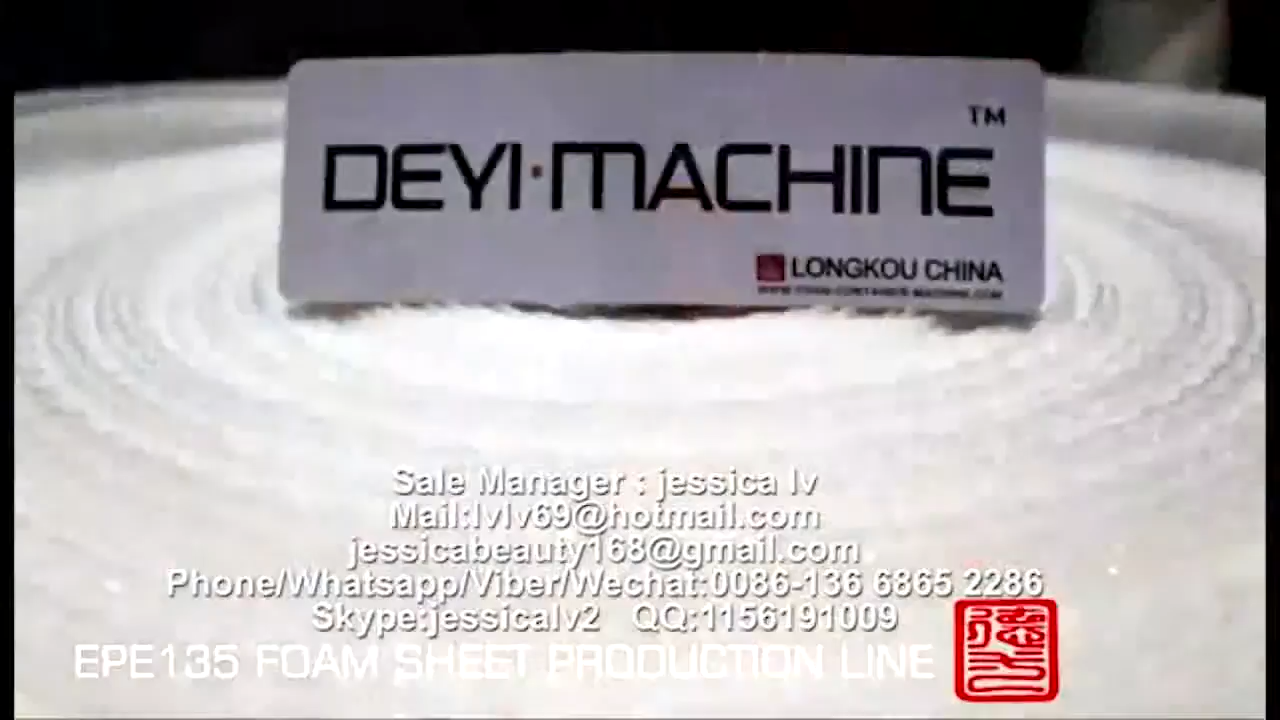 TM
DEYI·MACHINE
LONGKOU CHINA
Sale Manager : jessica lv
Mail:lvlv69@hotmail.com
jessicabeauty168@gmail.com
Phone/Whatsapp/Viber/Wechat:0086-136 6865 2286
Skype:jessicalv2 QQ:1156191009
EPE135 FOAM SHEET PRODUCTION LINE